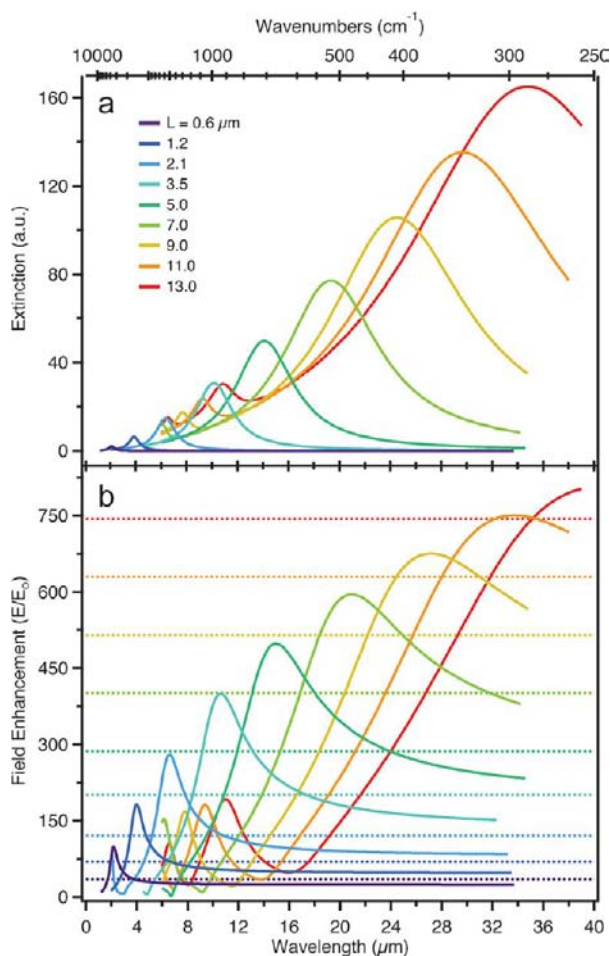 Wavenumbers (cm⁻¹)
10000 1000 500 400 300 250
a
160
120
80
40
0
Extinction (a.u.)
L = 0.6 µm
1.2
2.1
3.5
5.0
7.0
9.0
11.0
13.0
b
750
600
450
300
150
0
Field Enhancement (E/E₀)
0 4 8 12 16 20 24 28 32 36 40
Wavelength (µm)